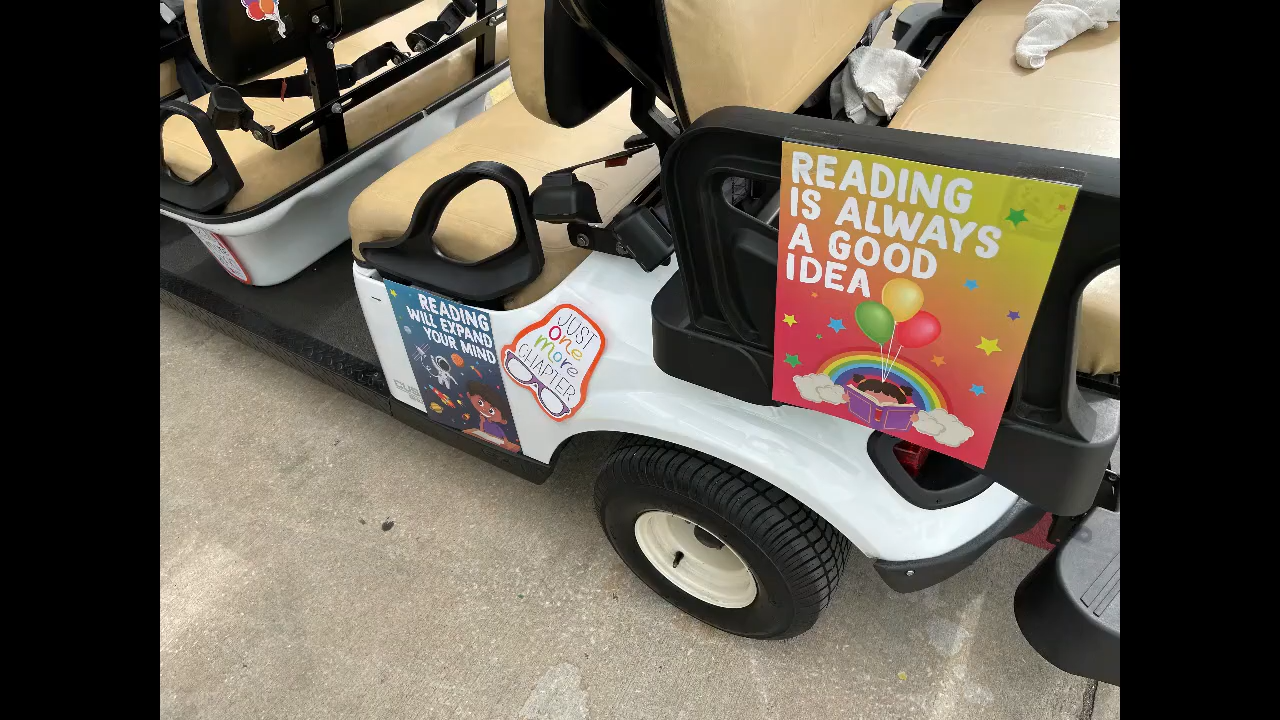 READING
WILL EXPAND
YOUR MIND
JUST
One
more
CHAPTER
READING
IS ALWAYS
A GOOD
IDEA